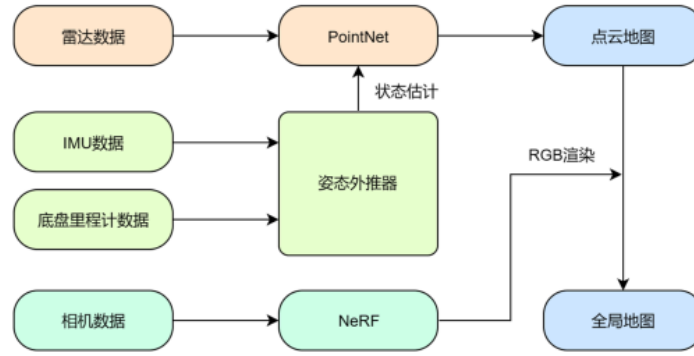 雷达数据
PointNet
点云地图
状态估计
IMU数据
姿态外推器
RGB渲染
底盘里程计数据
相机数据
NeRF
全局地图